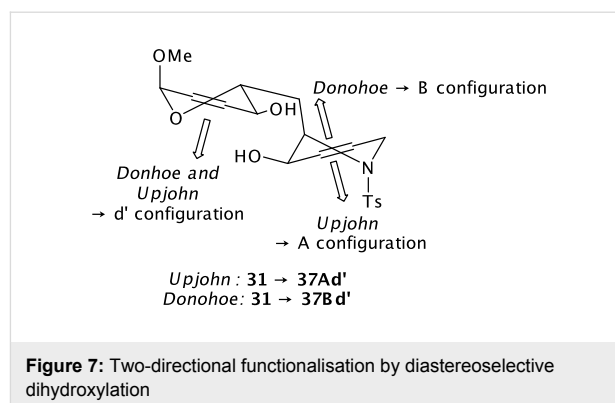 OMe
Donohoe → B configuration
OH
O
HO
N
Donhoe and
Upjohn
→ d' configuration
Ts
Upjohn
→ A configuration
Upjohn : 31 → 37Ad'
Donohoe: 31 → 37Bd'
Figure 7: Two-directional functionalisation by diastereoselective
dihydroxylation